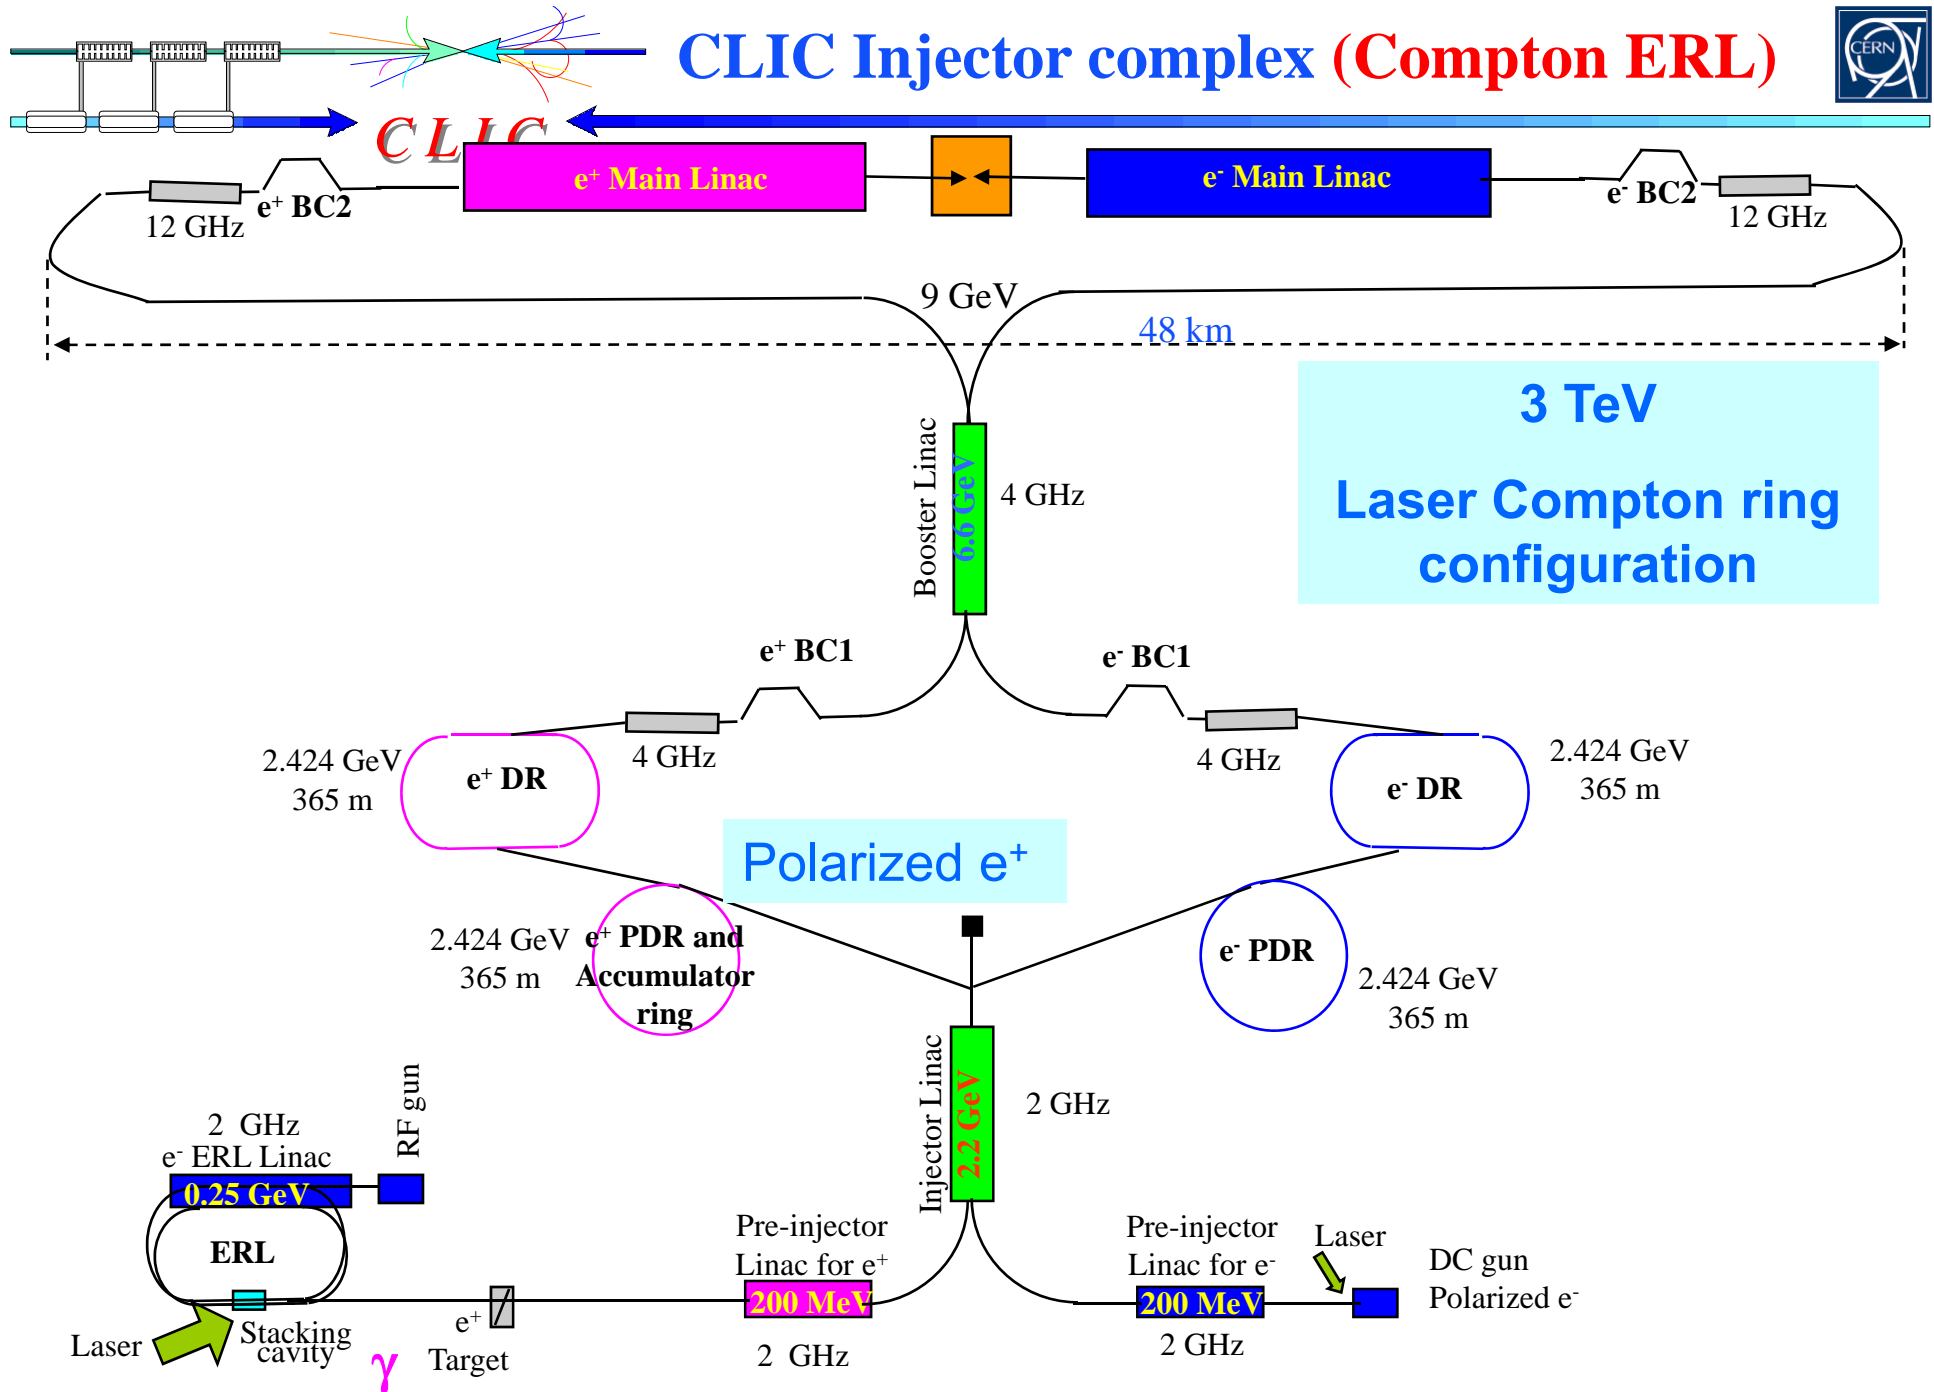 CLIC Injector complex (Compton ERL)
CERN
C L I C
e⁺ Main Linac
e⁻ Main Linac
e⁺ BC2
e⁻ BC2
12 GHz
12 GHz
9 GeV
48 km
3 TeV
Laser Compton ring
configuration
Booster Linac
6.6 GeV
4 GHz
e⁺ BC1
e⁻ BC1
4 GHz
4 GHz
2.424 GeV
365 m
e⁺ DR
e⁻ DR
2.424 GeV
365 m
Polarized e⁺
2.424 GeV
365 m
e⁺ PDR and
Accumulator
ring
e⁻ PDR
2.424 GeV
365 m
Injector Linac
2.2 GeV
2 GHz
RF gun
2 GHz
e⁻ ERL Linac
0.25 GeV
ERL
Laser
Stacking
cavity
γ
e⁺
Target
Pre-injector
Linac for e⁺
200 MeV
2 GHz
Pre-injector
Linac for e⁻
200 MeV
2 GHz
Laser
DC gun
Polarized e⁻